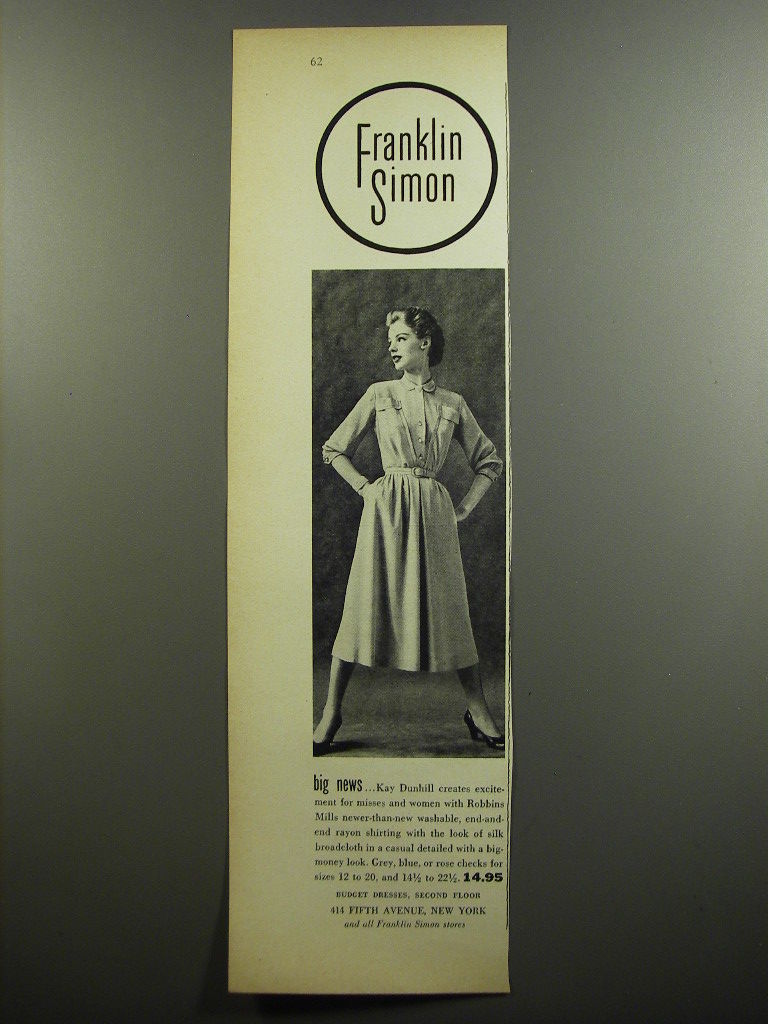 62
Franklin
Simon
big news ...Kay Dunhill creates excite-
ment for misses and women with Robbins
Mills newer-than-new washable, end-and-
end rayon shirting with the look of silk
broadcloth in a casual detailed with a big-
money look. Grey, blue, or rose checks for
sizes 12 to 20, and 14½ to 22½. 14.95
BUDGET DRESSES, SECOND FLOOR
414 FIFTH AVENUE, NEW YORK
and all Franklin Simon stores